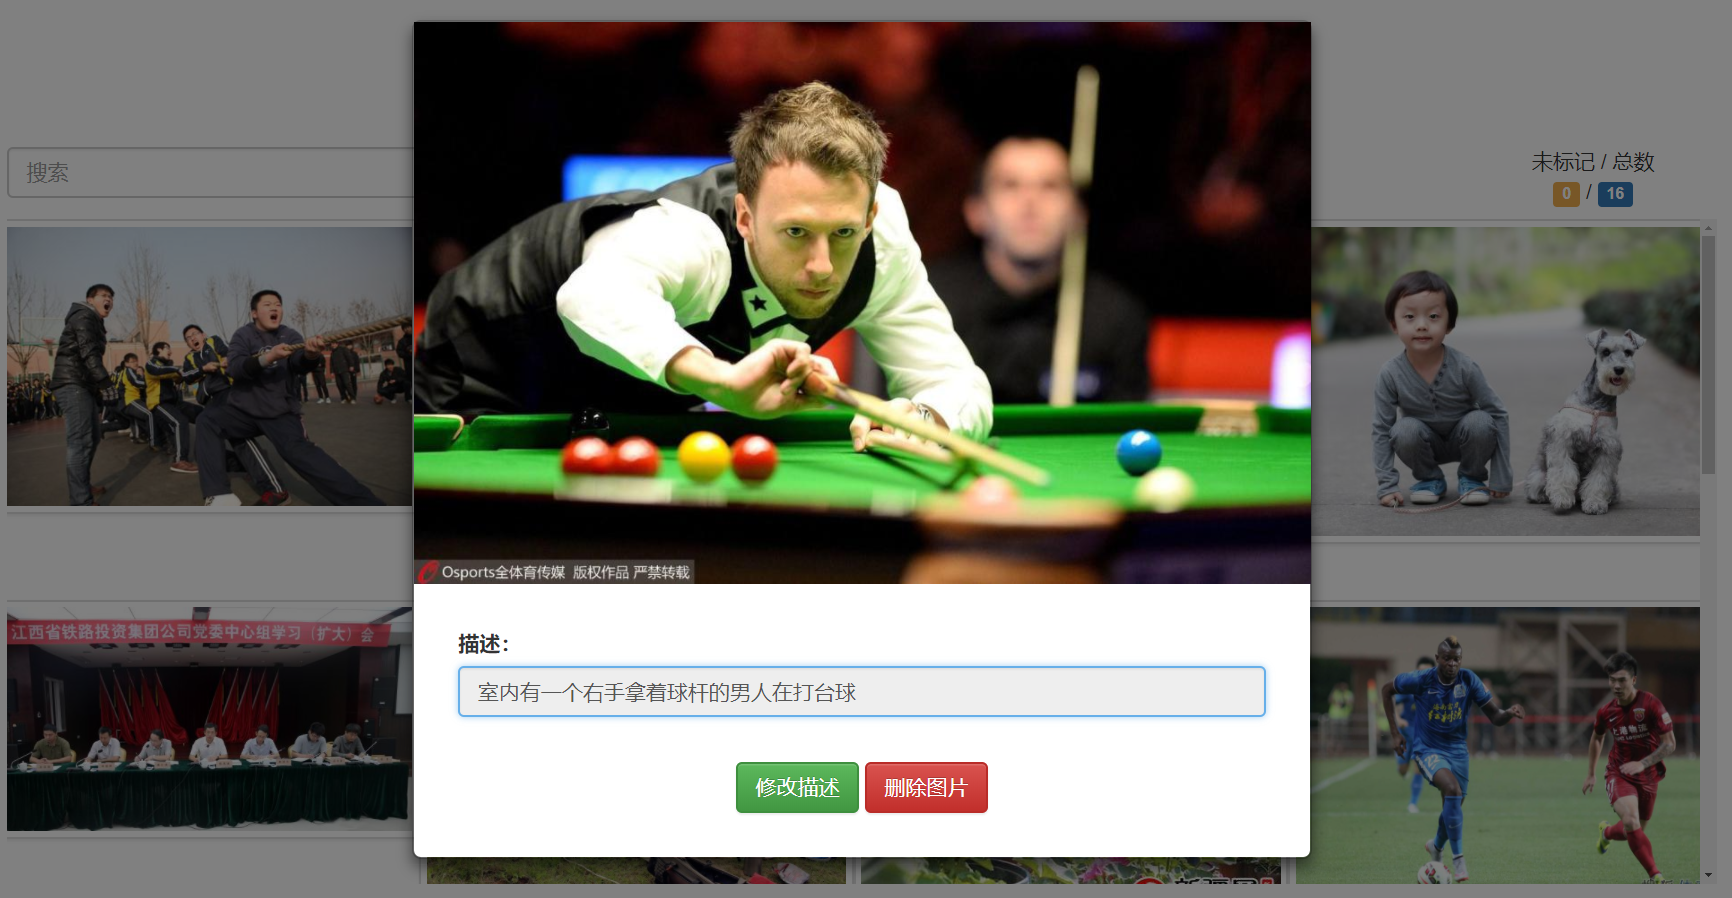 搜索
未标记 / 总数
0 / 16
江西省铁路投资集团公司党委中心组学习（扩大）会
Osports全体育传媒 版权作品 严禁转载
描述：
室内有一个右手拿着球杆的男人在打台球
修改描述
删除图片